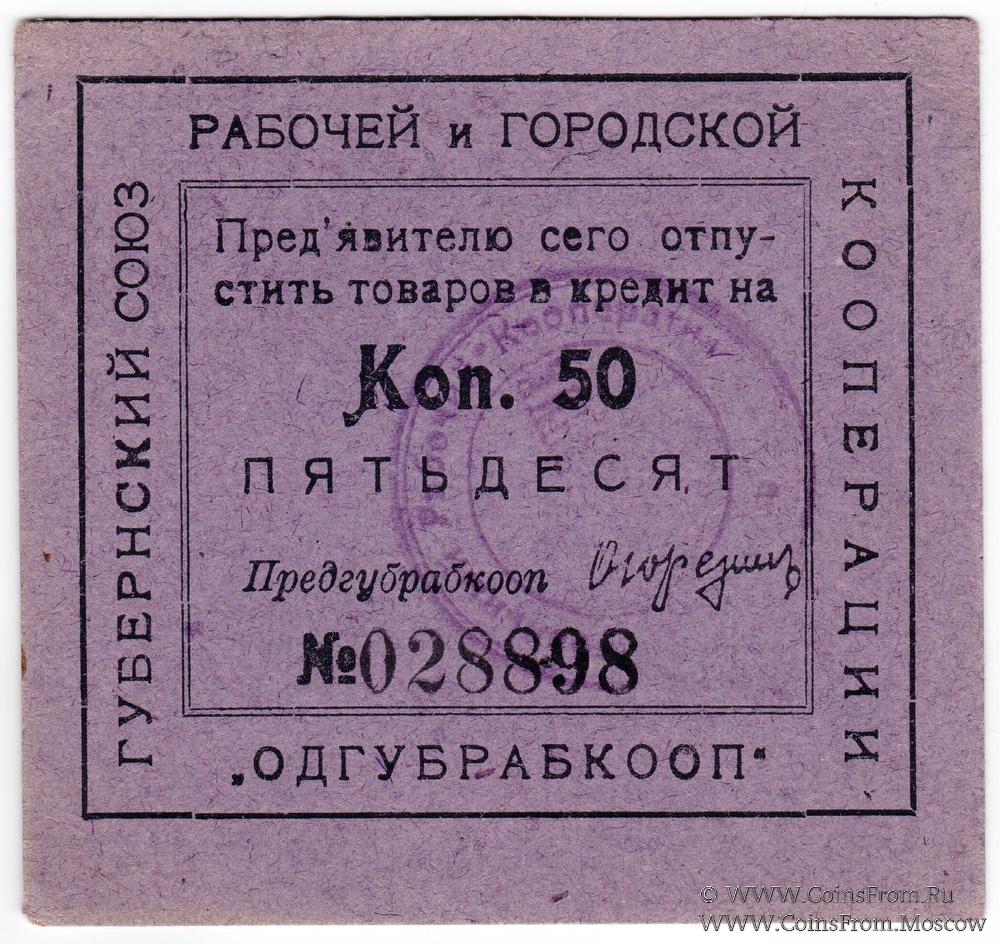 ГУБЕРНСКИЙ СОЮЗ
РАБОЧЕЙ и ГОРОДСКОЙ
КООПЕРАЦИИ
Пред'явителю сего отпу-
стить товаров в кредит на
Коп. 50
ПЯТЬДЕСЯТ
Предгубрабкооп
№028898
„ОДГУБРАБКООП“
© WWW.CoinsFrom.Ru
WWW.CoinsFrom.Moscow